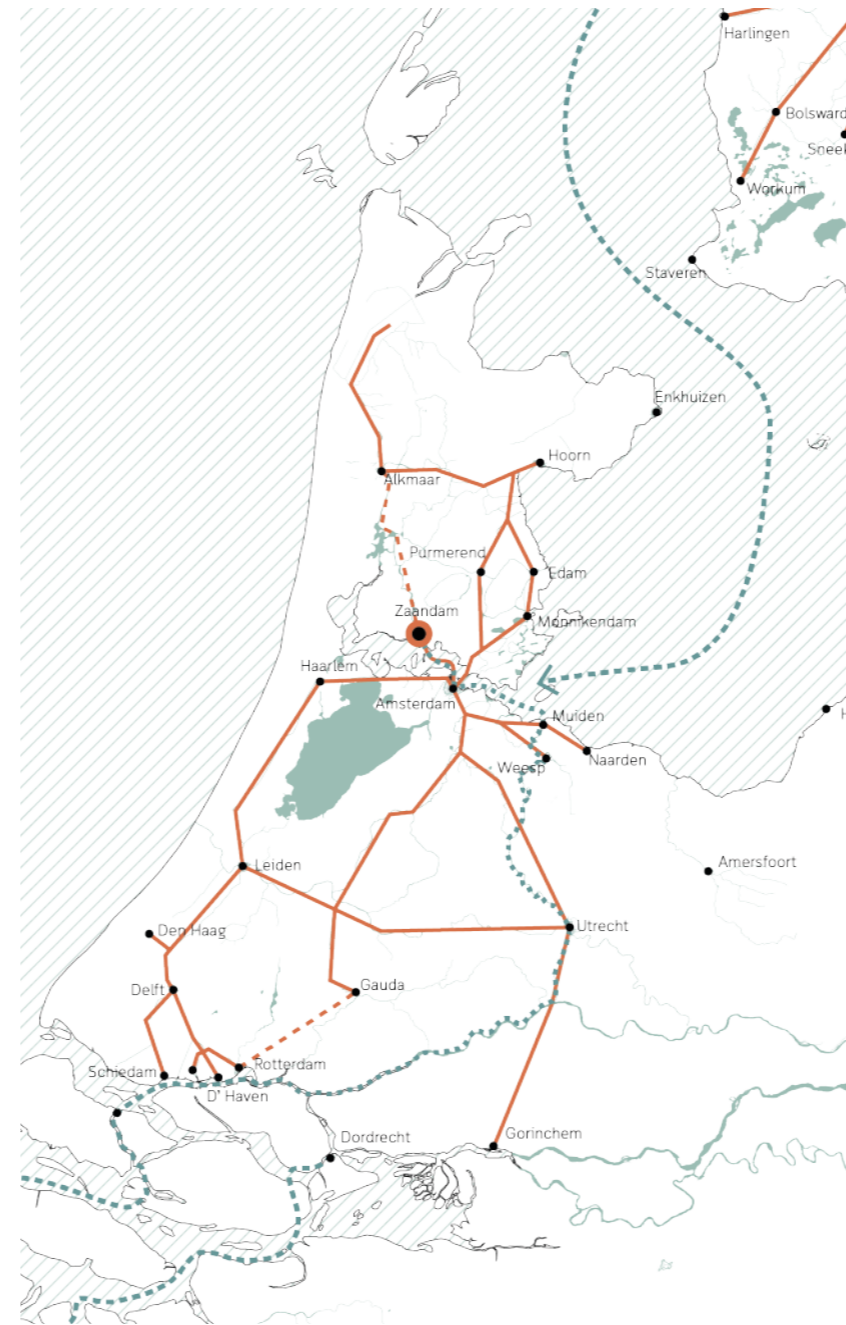 Harlingen
Bolsward
Sneek
Workum
Staveren
Enkhuizen
Hoorn
Alkmaar
Purmerend
Edam
Zaandam
Monnikendam
Haarlem
Amsterdam
Muiden
H
Naarden
Weesp
Amersfoort
Leiden
Utrecht
Den Haag
Delft
Gauda
Rotterdam
Schiedam
D' Haven
Gorinchem
Dordrecht